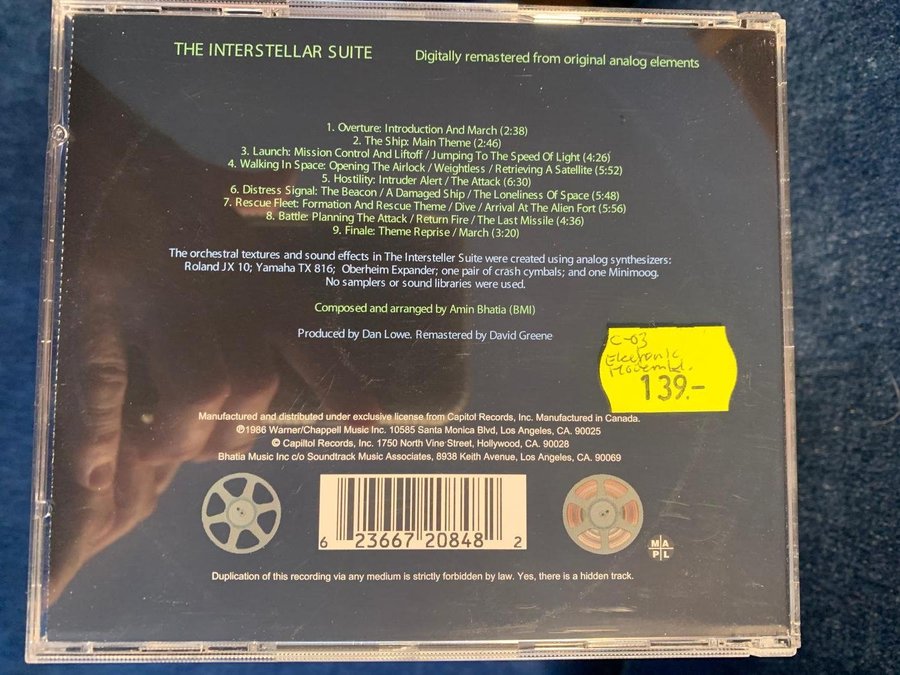 THE INTERSTELLAR SUITE
Digitally remastered from original analog elements
1. Overture: Introduction And March (2:38)
2. The Ship: Main Theme (2:46)
3. Launch: Mission Control And Liftoff / Jumping To The Speed Of Light (4:26)
4. Walking In Space: Opening The Airlock / Weightless / Retrieving A Satellite (5:52)
5. Hostility: Intruder Alert / The Attack (6:30)
6. Distress Signal: The Beacon / A Damaged Ship / The Loneliness Of Space (5:48)
7. Rescue Fleet: Formation And Rescue Theme / Dive / Arrival At The Alien Fort (5:56)
8. Battle: Planning The Attack / Return Fire / The Last Missile (4:36)
9. Finale: Theme Reprise / March (3:20)
The orchestral textures and sound effects in The Intersteller Suite were created using analog synthesizers:
Roland JX 10; Yamaha TX 816; Oberheim Expander; one pair of crash cymbals; and one Minimoog.
No samplers or sound libraries were used.
Composed and arranged by Amin Bhatia (BMI)
Produced by Dan Lowe. Remastered by David Greene
C-03
Electronic
139.-
Manufactured and distributed under exclusive license from Capitol Records, Inc. Manufactured in Canada.
℗1986 Warner/Chappell Music Inc. 10585 Santa Monica Blvd, Los Angeles, CA. 90025
© Capiltol Records, Inc. 1750 North Vine Street, Hollywood, CA. 90028
Bhatia Music Inc c/o Soundtrack Music Associates, 8938 Keith Avenue, Los Angeles, CA. 90069
6 23667 20848 2
M A
P L
Duplication of this recording via any medium is strictly forbidden by law. Yes, there is a hidden track.